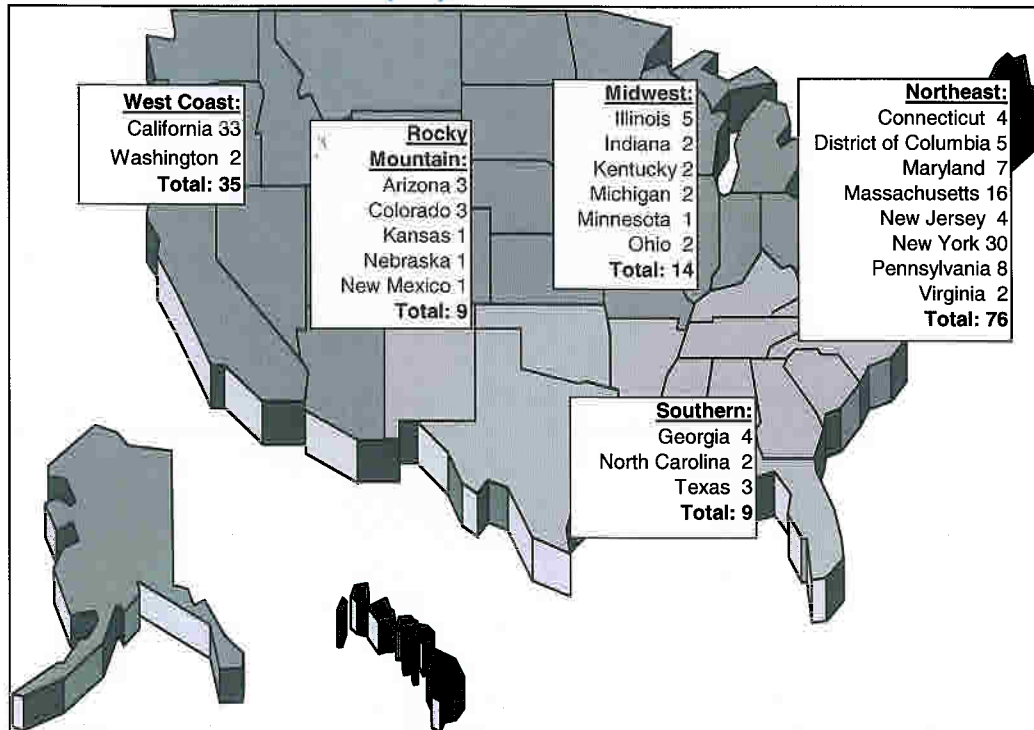 West Coast:
California 33
Washington 2
Total: 35
Rocky
Mountain:
Arizona 3
Colorado 3
Kansas 1
Nebraska 1
New Mexico 1
Total: 9
Midwest:
Illinois 5
Indiana 2
Kentucky 2
Michigan 2
Minnesota 1
Ohio 2
Total: 14
Northeast:
Connecticut 4
District of Columbia 5
Maryland 7
Massachusetts 16
New Jersey 4
New York 30
Pennsylvania 8
Virginia 2
Total: 76
Southern:
Georgia 4
North Carolina 2
Texas 3
Total: 9